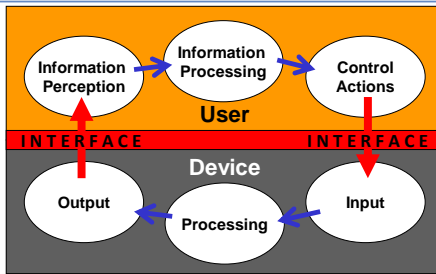 Information
Perception
Information
Processing
Control
Actions
User
INTERFACE INTERFACE
Device
Output
Processing
Input